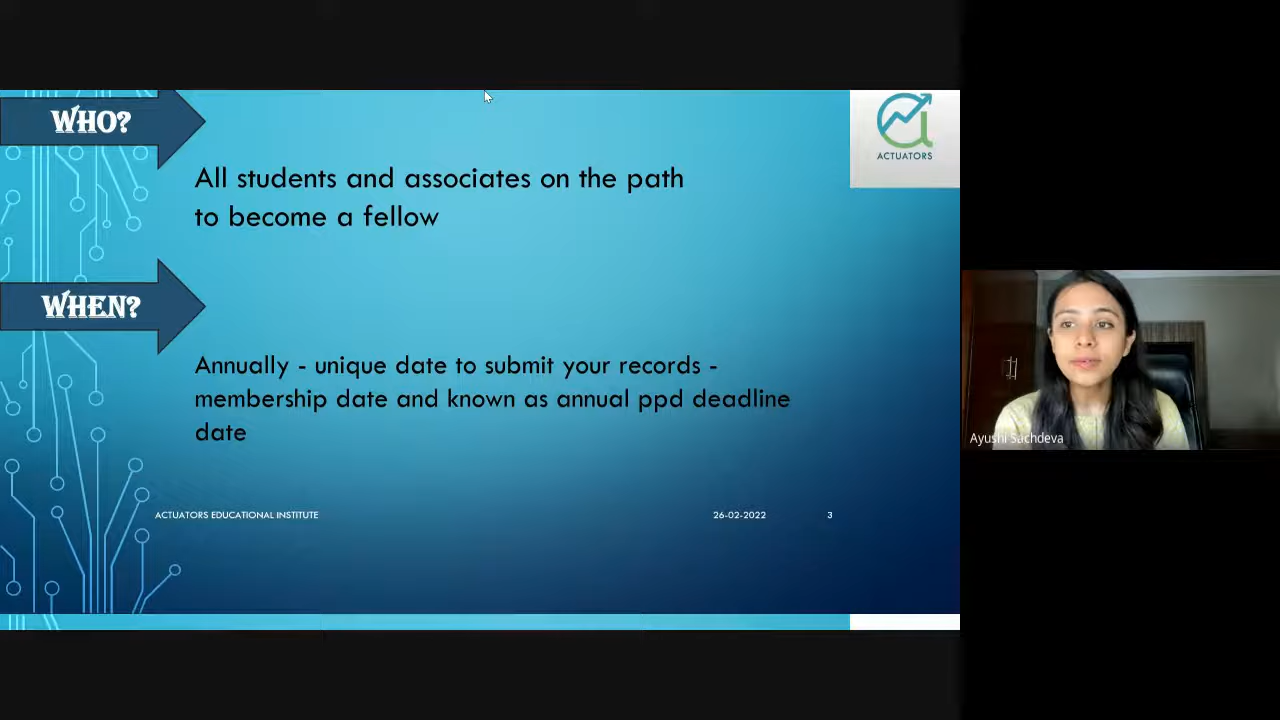 WHO?
ACTUATORS
All students and associates on the path
to become a fellow
WHEN?
Annually - unique date to submit your records -
membership date and known as annual ppd deadline
date
Ayushi Sachdeva
ACTUATORS EDUCATIONAL INSTITUTE
26-02-2022
3